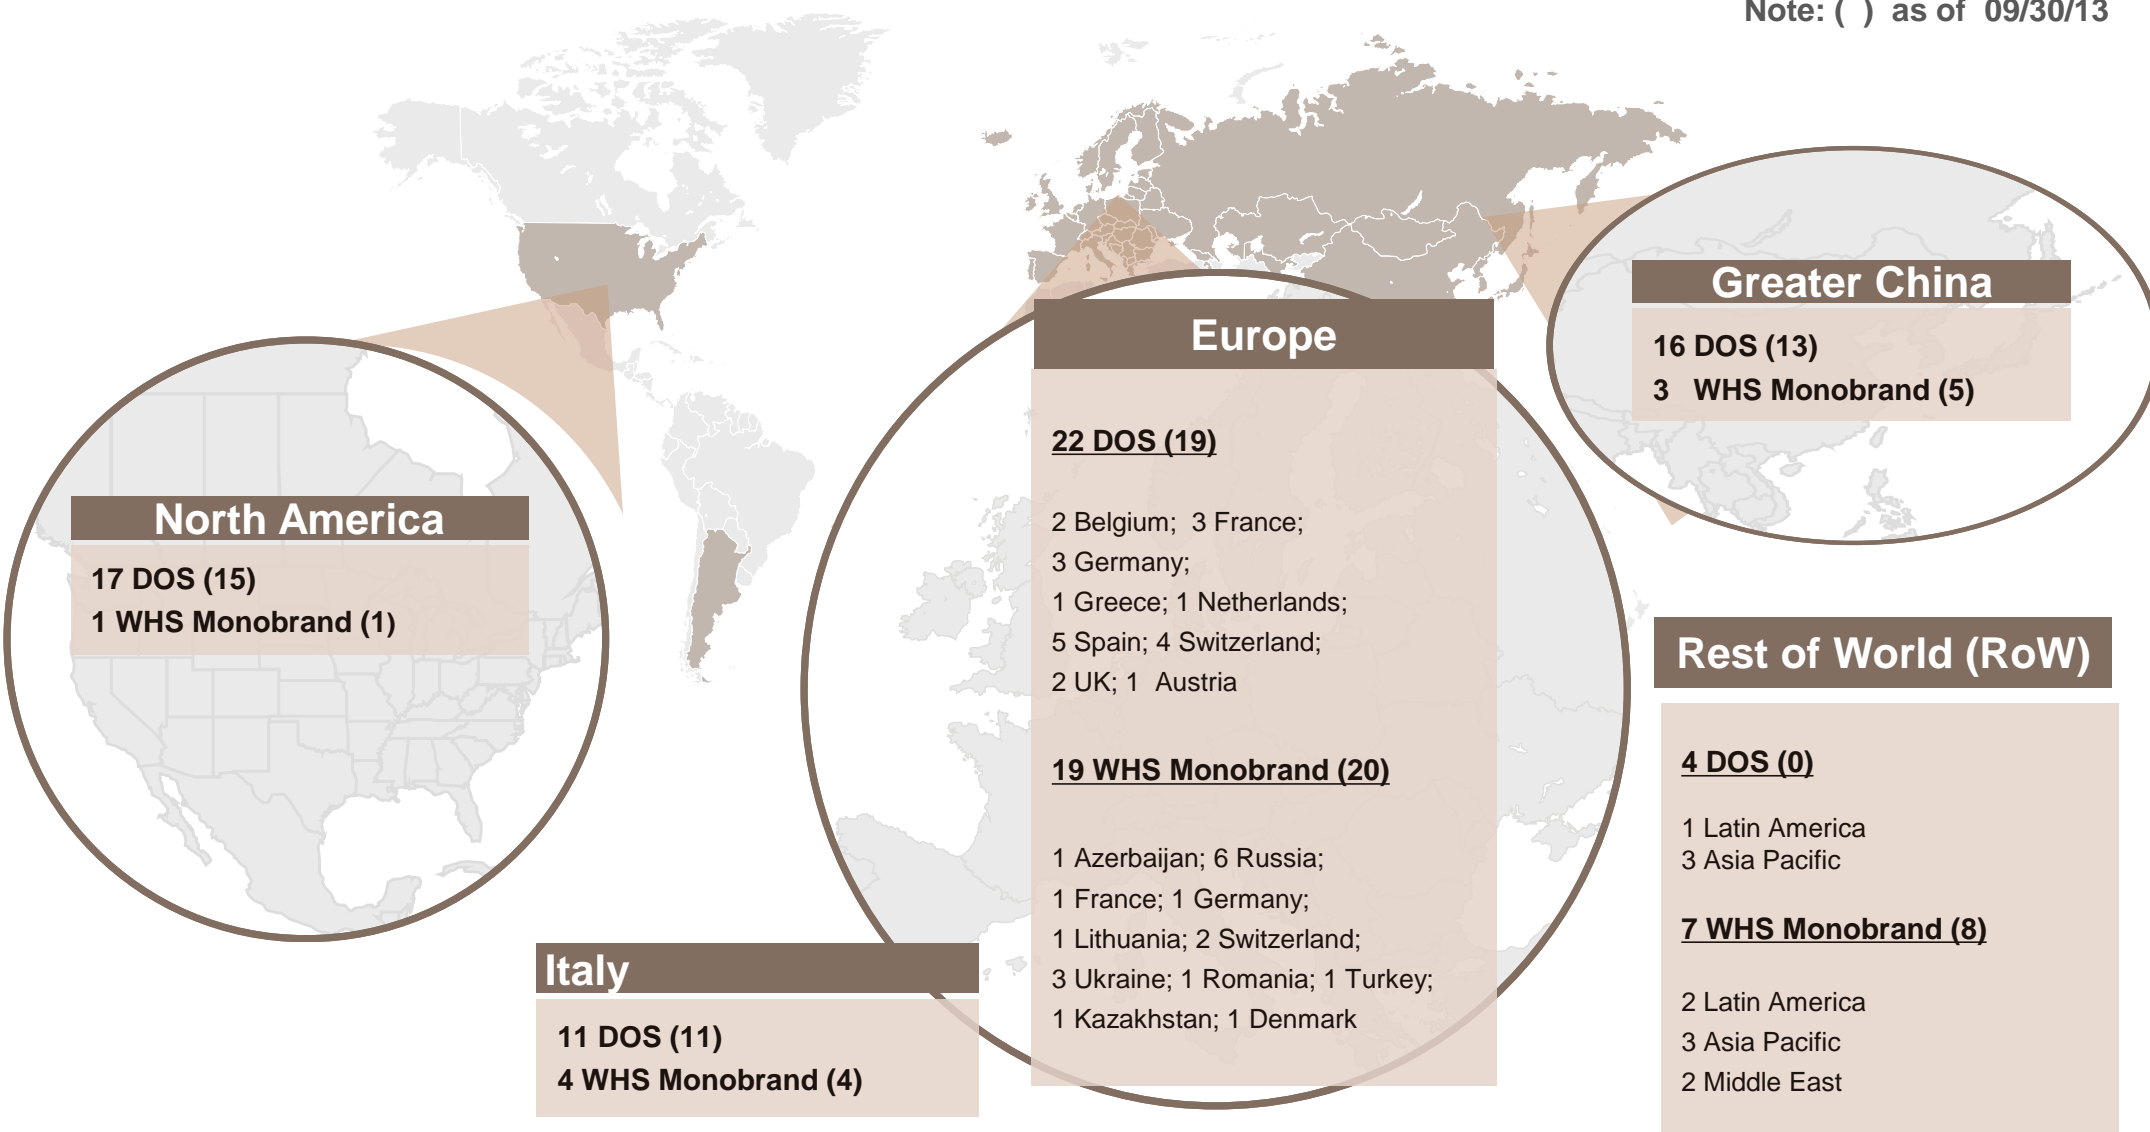 Note: ( ) as of 09/30/13
Greater China
16 DOS (13)
3 WHS Monobrand (5)
Europe
22 DOS (19)
2 Belgium; 3 France;
3 Germany;
1 Greece; 1 Netherlands;
5 Spain; 4 Switzerland;
2 UK; 1 Austria
19 WHS Monobrand (20)
1 Azerbaijan; 6 Russia;
1 France; 1 Germany;
1 Lithuania; 2 Switzerland;
3 Ukraine; 1 Romania; 1 Turkey;
1 Kazakhstan; 1 Denmark
North America
17 DOS (15)
1 WHS Monobrand (1)
Rest of World (RoW)
4 DOS (0)
1 Latin America
3 Asia Pacific
7 WHS Monobrand (8)
2 Latin America
3 Asia Pacific
2 Middle East
Italy
11 DOS (11)
4 WHS Monobrand (4)